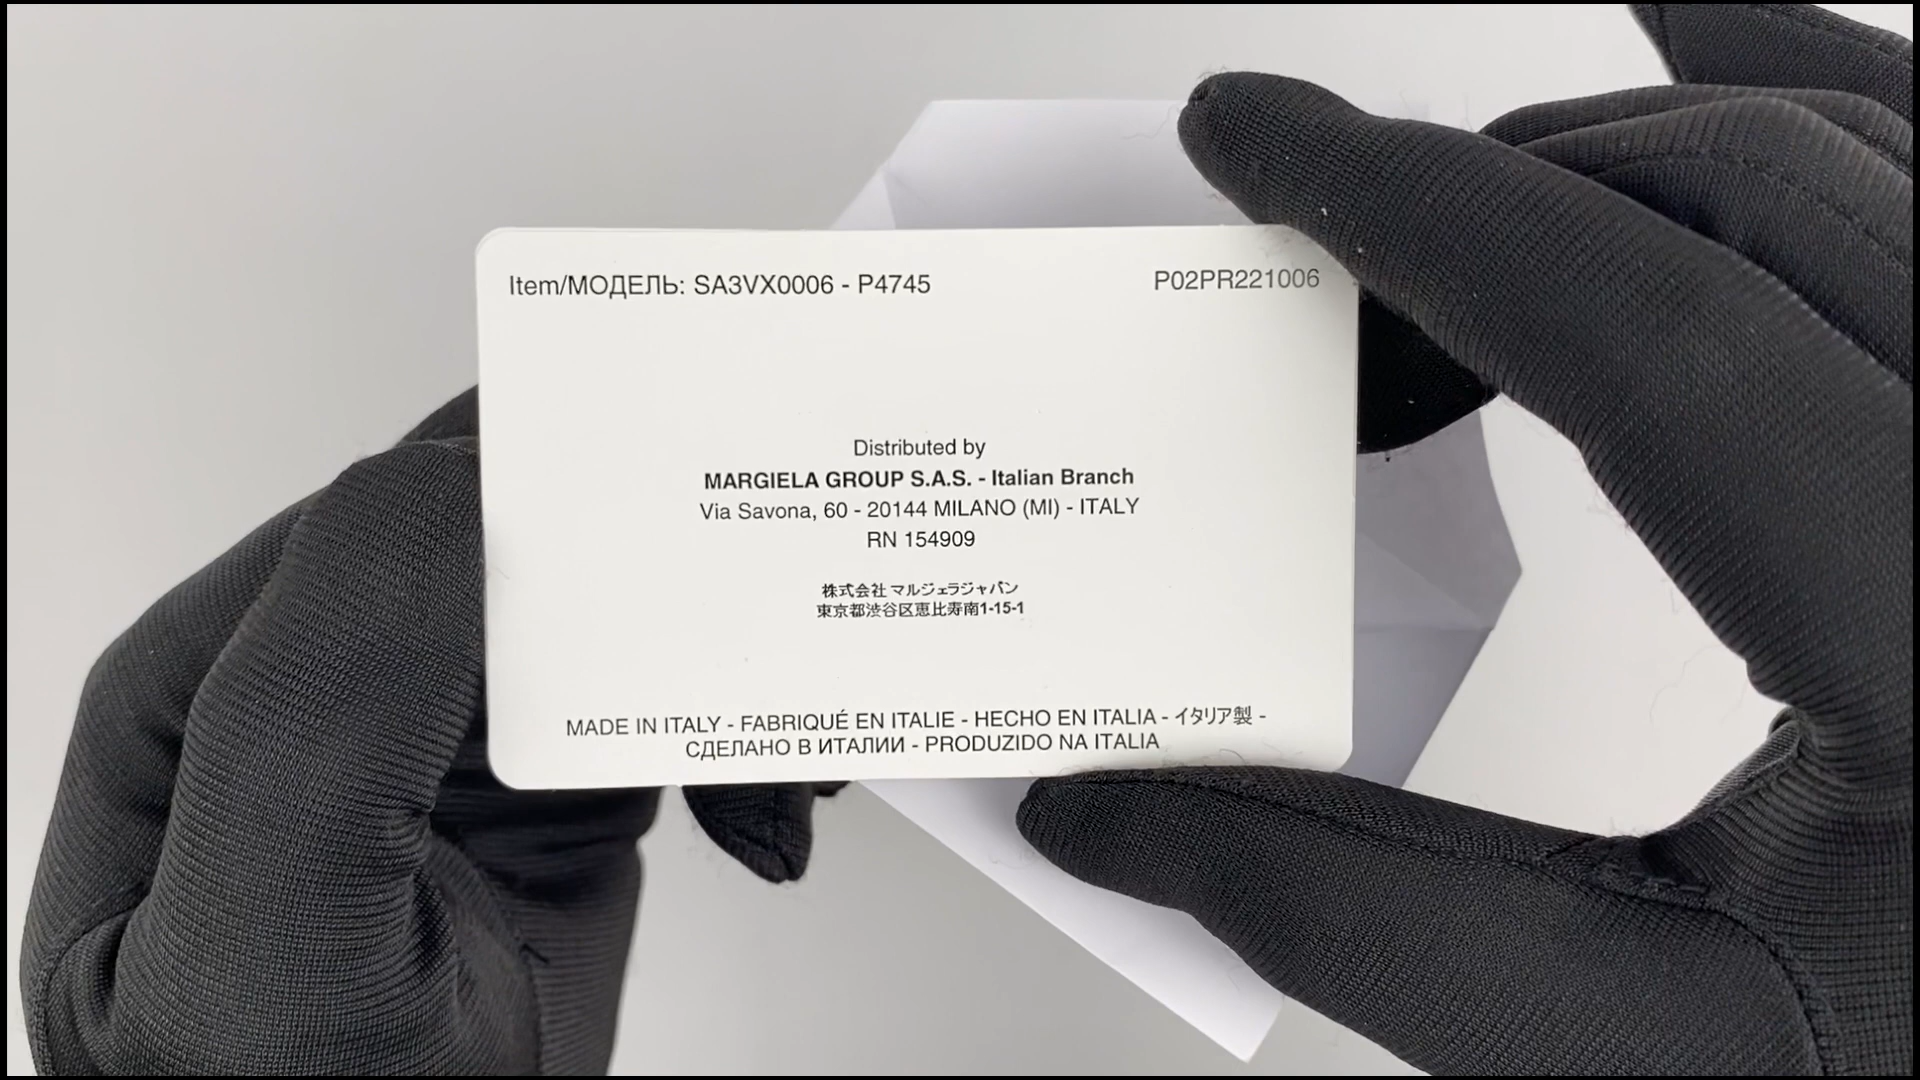 Item/МОДЕЛЬ: SA3VX0006 - P4745 P02PR221006
Distributed by
MARGIELA GROUP S.A.S. - Italian Branch
Via Savona, 60 - 20144 MILANO (MI) - ITALY
RN 154909
株式会社 マルジェラジャパン
東京都渋谷区恵比寿南1-15-1
MADE IN ITALY - FABRIQUÉ EN ITALIE - HECHO EN ITALIA - イタリア製 -
СДЕЛАНО В ИТАЛИИ - PRODUZIDO NA ITALIA